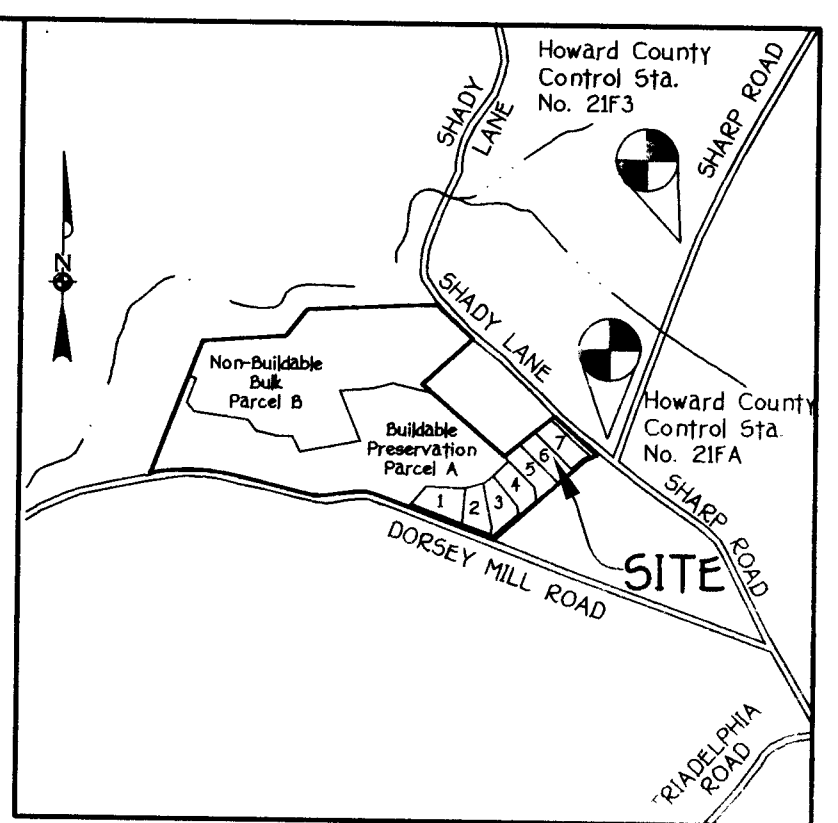 Howard County
Control Sta.
No. 21F3
SHADY
LANE
SHARP ROAD
N
SHADY LANE
Non-Buildable
Bulk
Parcel B
Buildable
Preservation
Parcel A
Howard County
Control Sta.
No. 21FA
1
2
3
4
5
6
7
SITE
SHARP ROAD
DORSEY MILL ROAD
TRIADELPHIA
ROAD